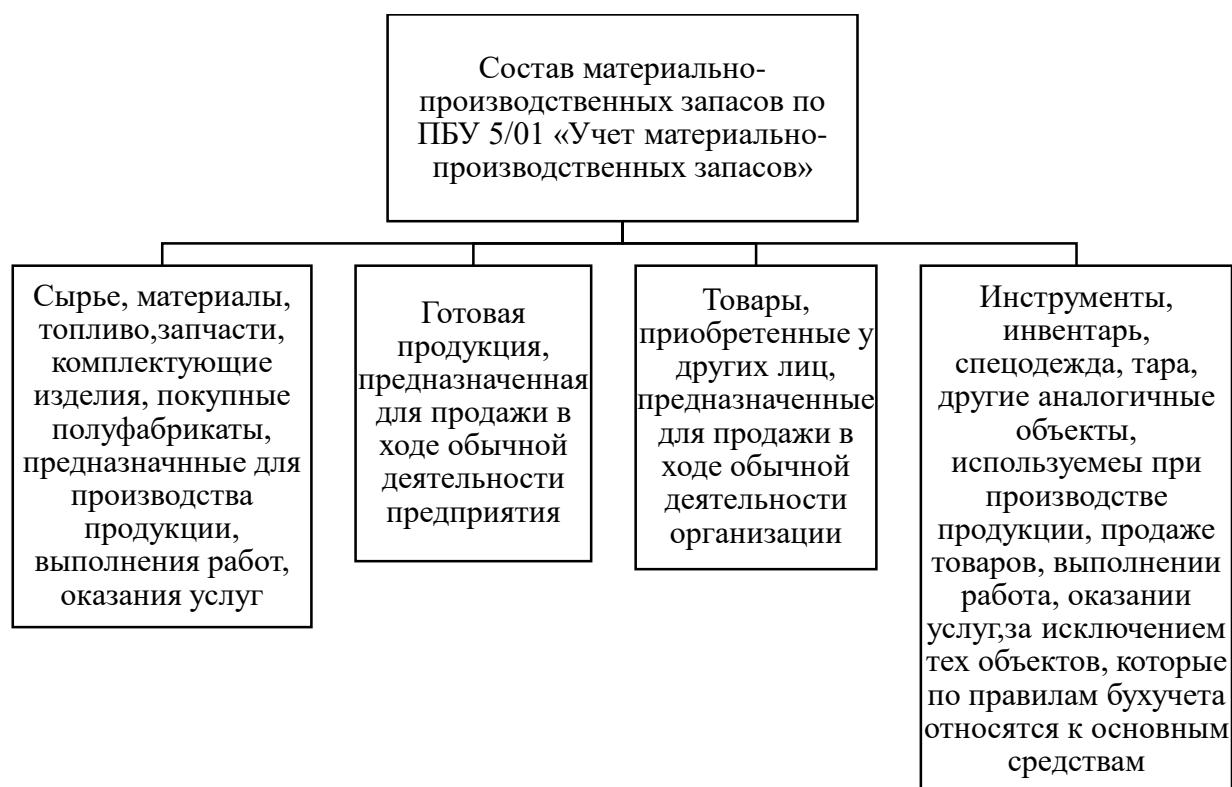 Состав материально-
производственных запасов по
ПБУ 5/01 «Учет материально-
производственных запасов»
Сырье, материалы,
топливо,запчасти,
комплектующие
изделия, покупные
полуфабрикаты,
предназначнные для
производства
продукции,
выполнения работ,
оказания услуг
Готовая
продукция,
предназначенная
для продажи в
ходе обычной
деятельности
предприятия
Товары,
приобретенные у
других лиц,
предназначенные
для продажи в
ходе обычной
деятельности
организации
Инструменты,
инвентарь,
спецодежда, тара,
другие аналогичные
объекты,
используемеы при
производстве
продукции, продаже
товаров, выполнении
работа, оказании
услуг,за исключением
тех объектов, которые
по правилам бухучета
относятся к основным
средствам